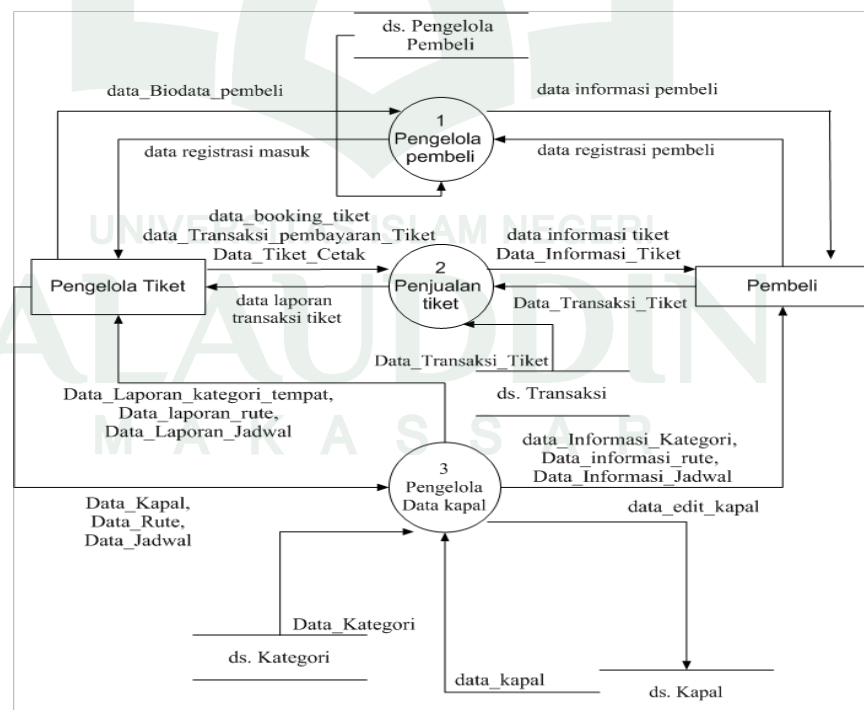 ds. Pengelola
Pembeli
data_Biodata_pembeli
data informasi pembeli
1
Pengelola
pembeli
data registrasi masuk
data registrasi pembeli
UNIVERSITAS ISLAM NEGERI
data_booking_tiket
data_Transaksi_pembayaran_Tiket
Data_Tiket_Cetak
data informasi tiket
Data_Informasi_Tiket
Pengelola Tiket
2
Penjualan
tiket
Pembeli
data laporan
transaksi tiket
Data_Transaksi_Tiket
ALAUDDIN
Data_Transaksi_Tiket
ds. Transaksi
Data_Laporan_kategori_tempat,
Data_laporan_rute,
Data_Laporan_Jadwal
MAKASSAR
data_Informasi_Kategori,
Data_informasi_rute,
Data_Informasi_Jadwal
3
Pengelola
Data kapal
Data_Kapal,
Data_Rute,
Data_Jadwal
data_edit_kapal
Data_Kategori
ds. Kategori
data_kapal
ds. Kapal